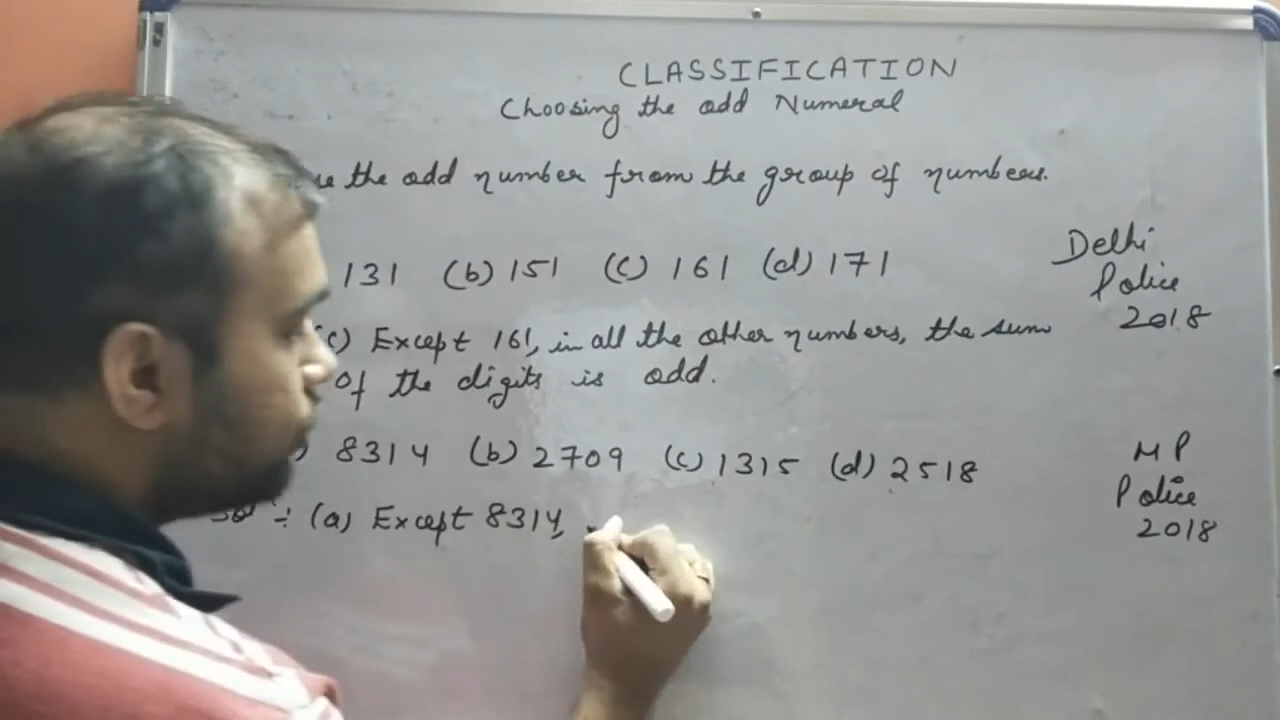 CLASSIFICATION
Choosing the odd Numeral
the odd number from the group of numbers.
131 (b) 151 (c) 161 (d) 171
Delhi
Police
2018
(c) Except 161, in all the other numbers, the sum
of the digits is odd.
8314 (b) 2709 (c) 1315 (d) 2518
MP
Police
2018
(a) Except 8314,